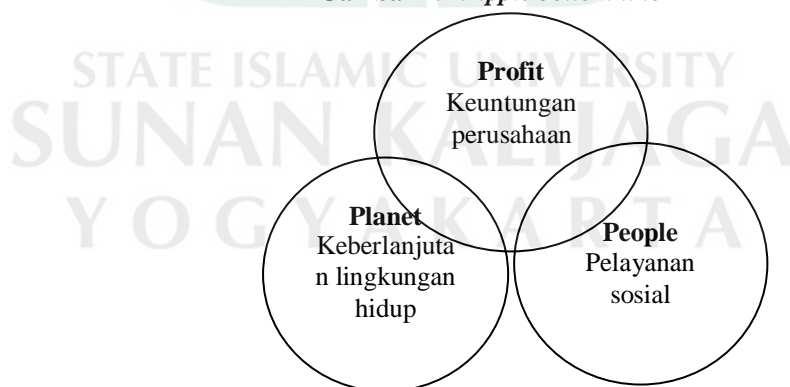 STATE ISLAMIC UNIVERSITY
SUNAN KALIJAGA
YOGYAKARTA
Profit
Keuntungan
perusahaan
Planet
Keberlanjuta
n lingkungan
hidup
People
Pelayanan
sosial